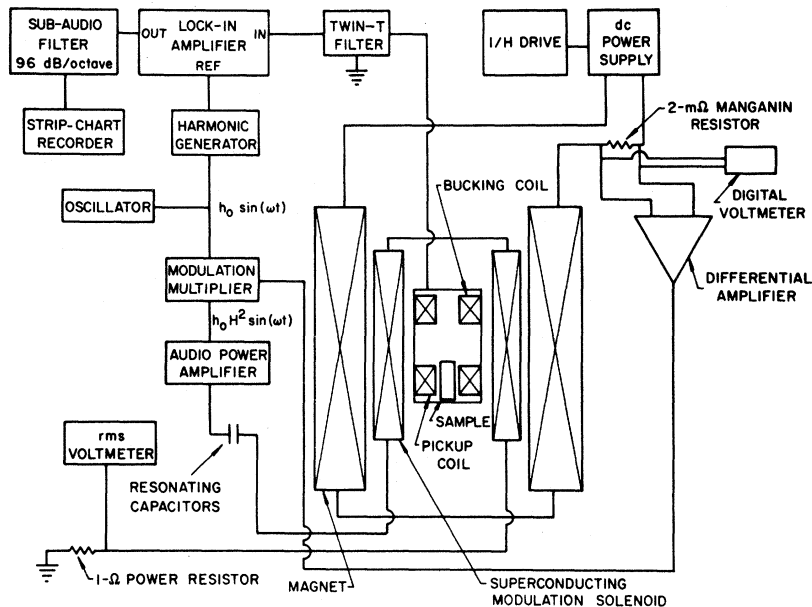 SUB-AUDIO
FILTER
96 dB/octave
OUT LOCK-IN IN
AMPLIFIER
REF
TWIN-T
FILTER
I/H DRIVE
dc
POWER
SUPPLY
STRIP-CHART
RECORDER
HARMONIC
GENERATOR
2-mΩ MANGANIN
RESISTOR
BUCKING COIL
DIGITAL
VOLTMETER
OSCILLATOR
h₀ sin(ωt)
MODULATION
MULTIPLIER
DIFFERENTIAL
AMPLIFIER
h₀H² sin(ωt)
AUDIO POWER
AMPLIFIER
SAMPLE
PICKUP
COIL
rms
VOLTMETER
RESONATING
CAPACITORS
1-Ω POWER RESISTOR
MAGNET
SUPERCONDUCTING
MODULATION SOLENOID